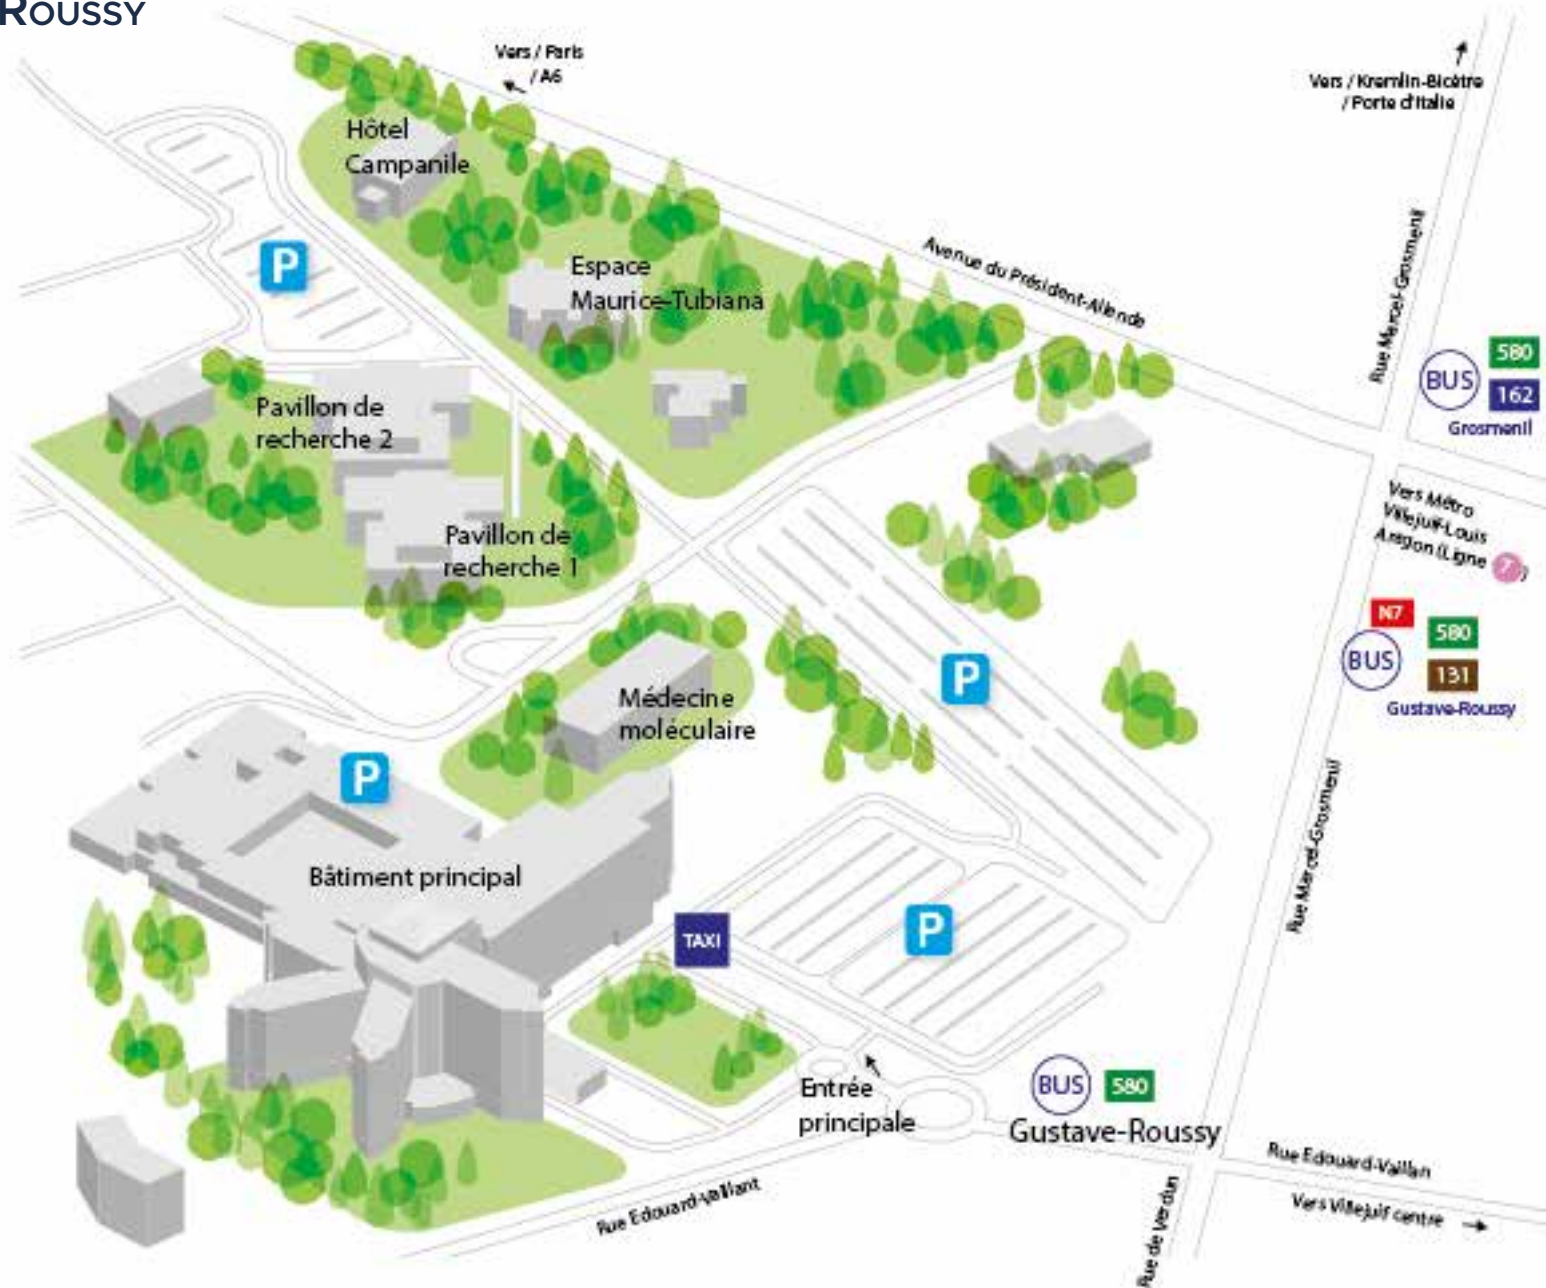 ROUSSY
Vers / Paris
/ A6
Vers / Kremlin-Bicêtre
/ Porte d'Italie
Hôtel
Campanile
P
Espace
Maurice-Tubiana
Avenue du Président-Allende
Rue Marcel-Grosmenil
BUS
580
162
Grosmenil
Pavillon de
recherche 2
Vers Métro
Villejuif-Louis
Aragon (Ligne 7)
Pavillon de
recherche 1
N7
BUS
580
131
Gustave-Roussy
P
Médecine
moléculaire
P
Rue Marcel-Grosmenil
Bâtiment principal
TAXI
P
Entrée
principale
BUS
580
Gustave-Roussy
Rue Edouard-Vaillant
Rue Edouard-Vaillan
Vers Villejuif centre
Rue de Verdun